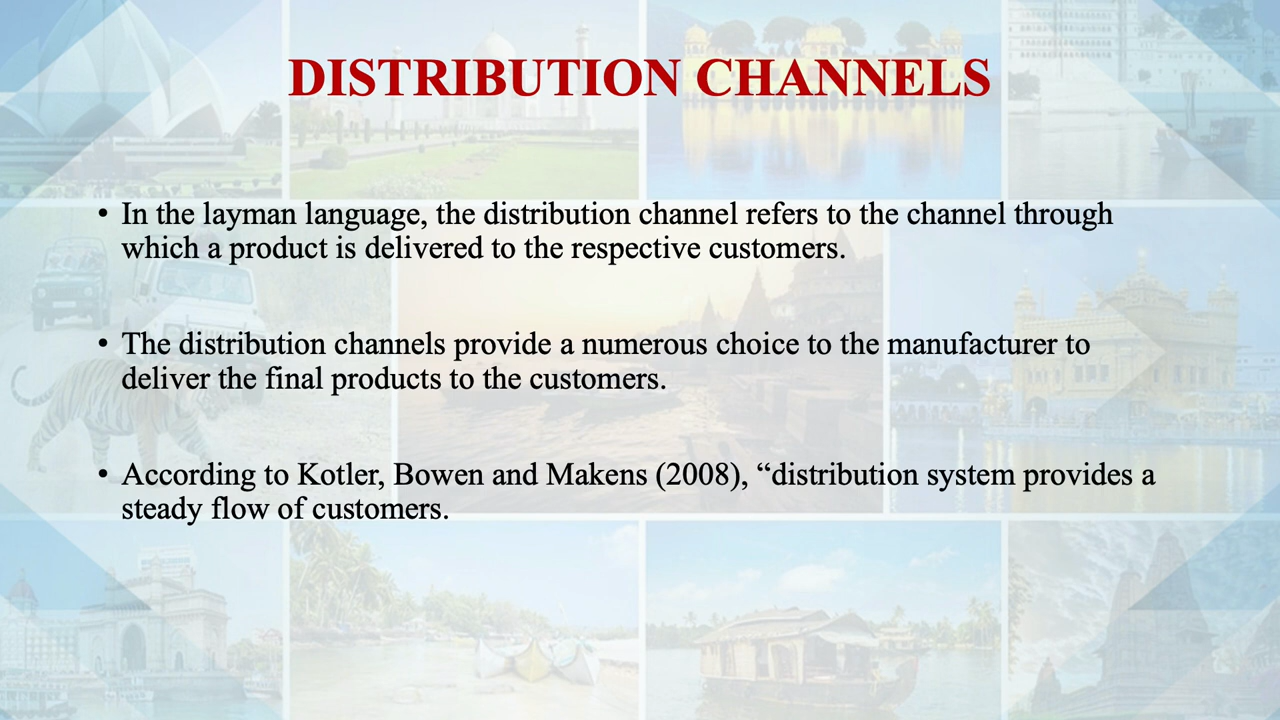 DISTRIBUTION CHANNELS
• In the layman language, the distribution channel refers to the channel through
which a product is delivered to the respective customers.
• The distribution channels provide a numerous choice to the manufacturer to
deliver the final products to the customers.
• According to Kotler, Bowen and Makens (2008), “distribution system provides a
steady flow of customers.